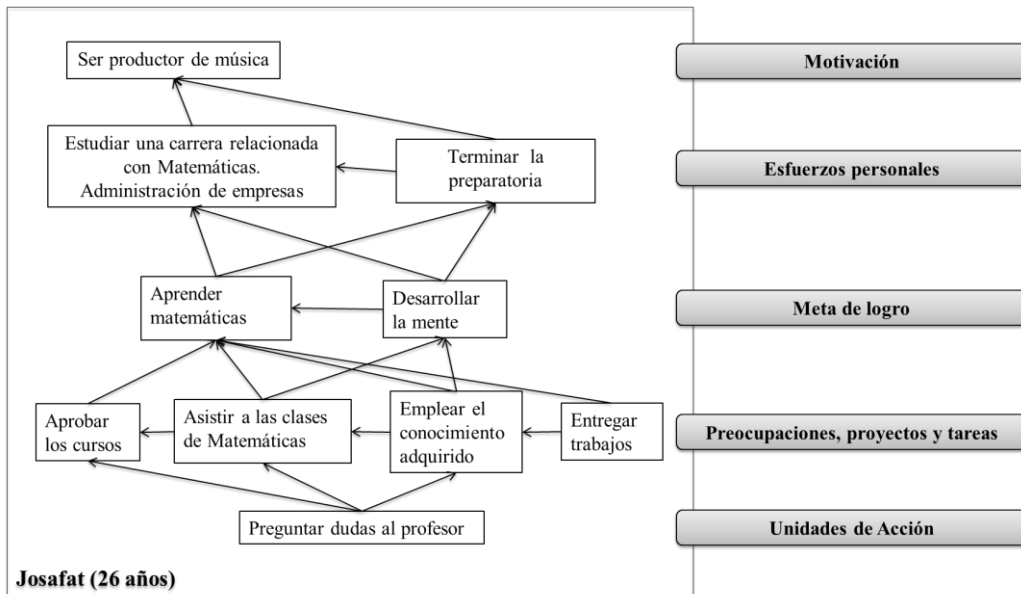 Ser productor de música
Motivación
Estudiar una carrera relacionada
con Matemáticas.
Administración de empresas
Terminar la
preparatoria
Esfuerzos personales
Aprender
matemáticas
Desarrollar
la mente
Meta de logro
Aprobar
los cursos
Asistir a las clases
de Matemáticas
Emplear el
conocimiento
adquirido
Entregar
trabajos
Preocupaciones, proyectos y tareas
Preguntar dudas al profesor
Unidades de Acción
Josafat (26 años)